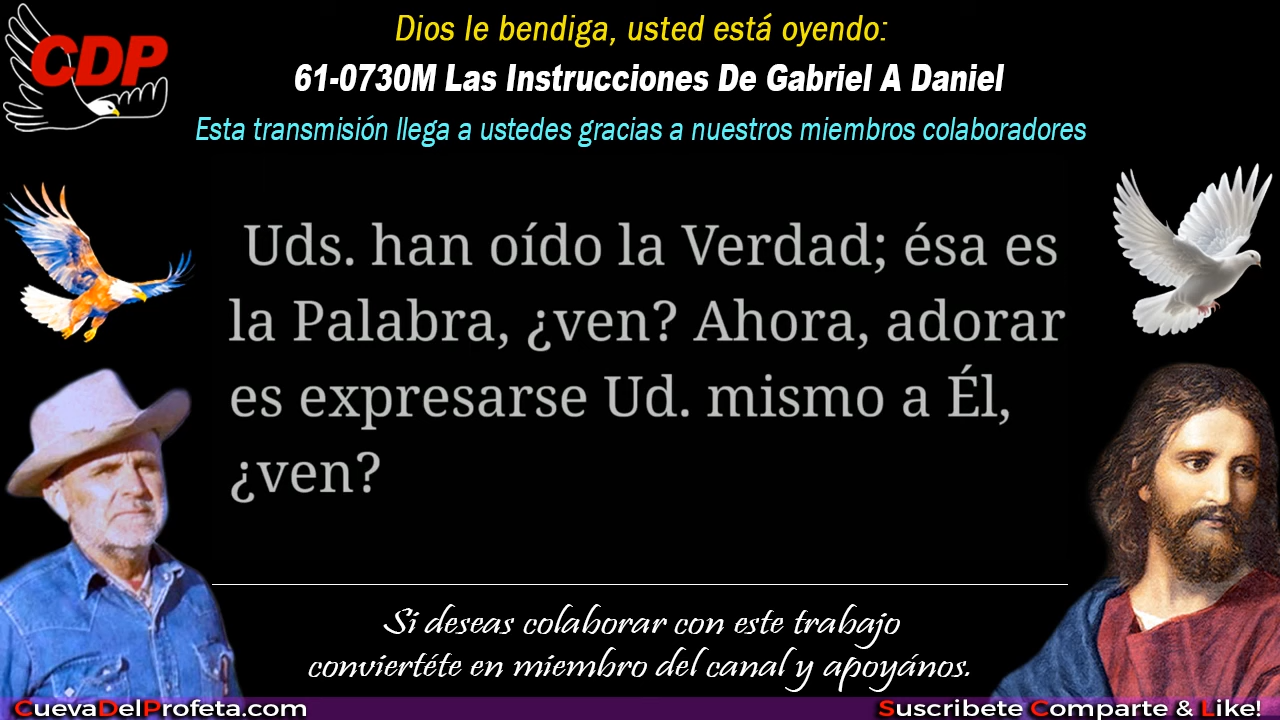 CDP
Dios le bendiga, usted está oyendo:
61-0730M Las Instrucciones De Gabriel A Daniel
Esta transmisión llega a ustedes gracias a nuestros miembros colaboradores
Uds. han oído la Verdad; ésa es
la Palabra, ¿ven? Ahora, adorar
es expresarse Ud. mismo a Él,
¿ven?
Si deseas colaborar con este trabajo
conviertéte en miembro del canal y apoyános.
CuevaDelProfeta.com
Suscribete Comparte & Like!